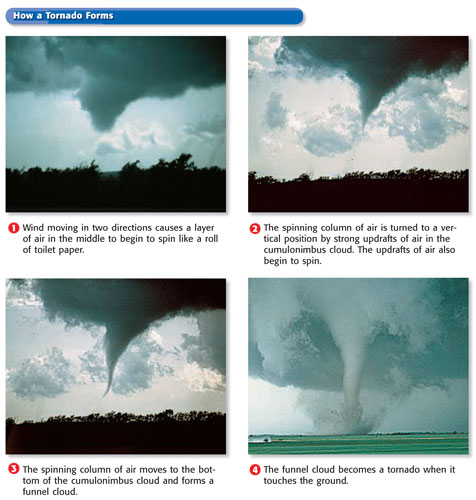 How a Tornado Forms
1 Wind moving in two directions causes a layer
of air in the middle to begin to spin like a roll
of toilet paper.
2 The spinning column of air is turned to a ver-
tical position by strong updrafts of air in the
cumulonimbus cloud. The updrafts of air also
begin to spin.
3 The spinning column of air moves to the bot-
tom of the cumulonimbus cloud and forms a
funnel cloud.
4 The funnel cloud becomes a tornado when it
touches the ground.